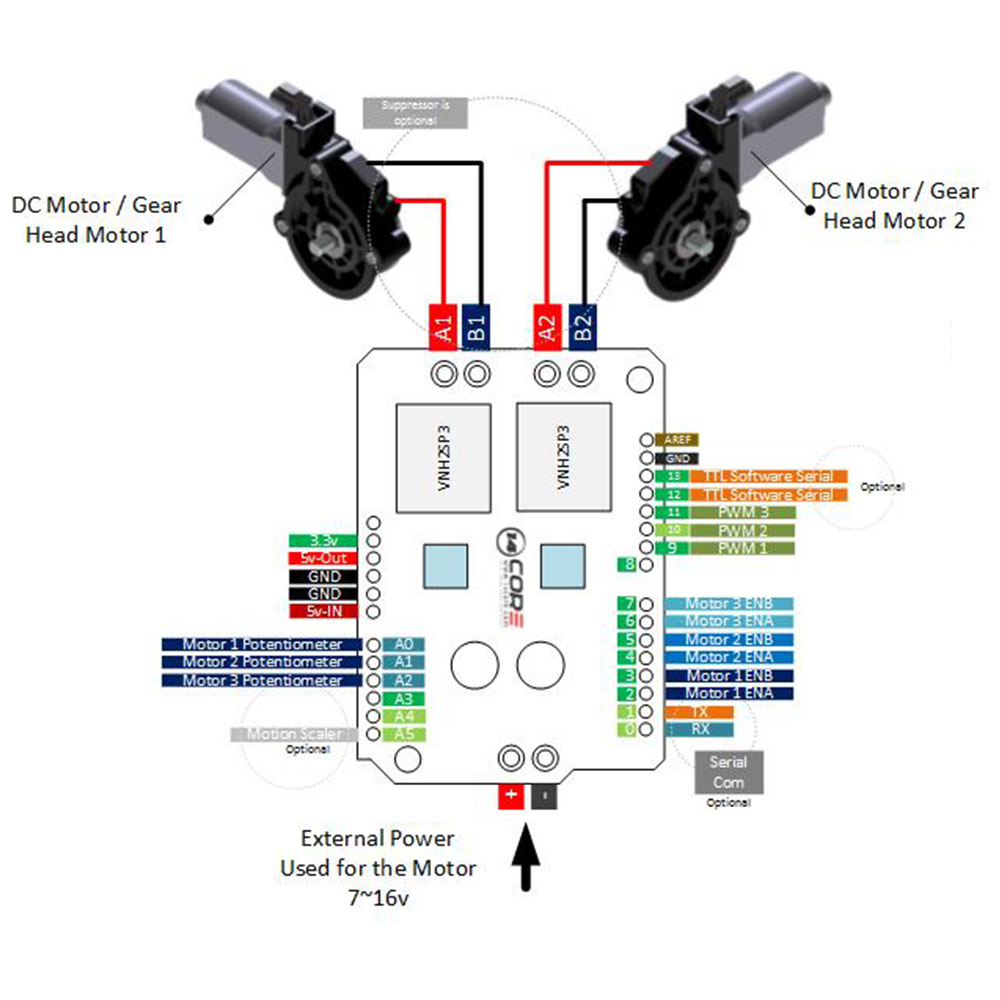 Suppressor is
optional
DC Motor / Gear
Head Motor 1
DC Motor / Gear
Head Motor 2
A1
B1
A2
B2
VNH2SP3
VNH2SP3
AREF
GND
13 TTL Software Serial
12 TTL Software Serial
Optional
11 PWM 3
10 PWM 2
9 PWM 1
8
14CORE
3.3v
5v-Out
GND
GND
5v-IN
7 Motor 3 ENB
6 Motor 3 ENA
5 Motor 2 ENB
4 Motor 2 ENA
3 Motor 1 ENB
2 Motor 1 ENA
1 TX
0 RX
Motor 1 Potentiometer A0
Motor 2 Potentiometer A1
Motor 3 Potentiometer A2
A3
A4
Motion Scaler A5
Optional
Serial
Com
Optional
+ -
External Power
Used for the Motor
7~16v